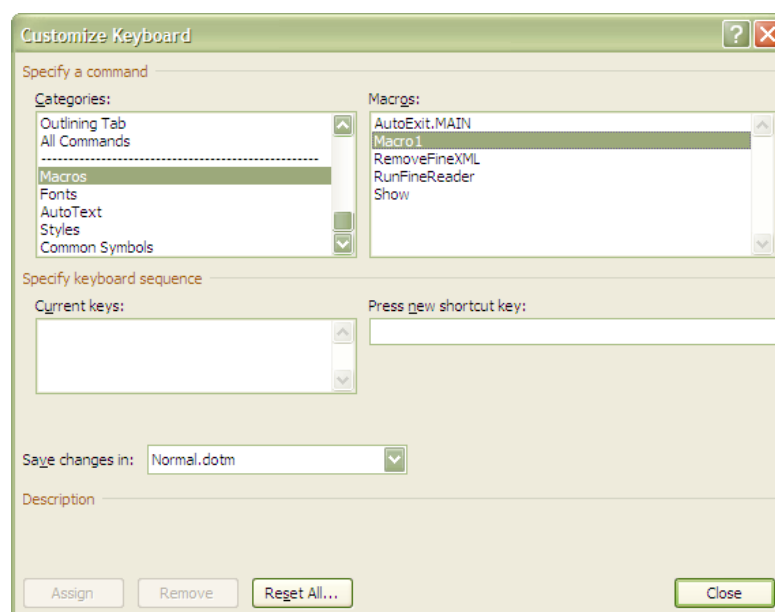 Customize Keyboard
?
Specify a command
Categories:
Outlining Tab
All Commands
--------------------------------------------------
Macros
Fonts
AutoText
Styles
Common Symbols
Macros:
AutoExit.MAIN
Macro1
RemoveFineXML
RunFineReader
Show
Specify keyboard sequence
Current keys:
Press new shortcut key:
Save changes in: Normal.dotm
Description
Assign Remove Reset All... Close